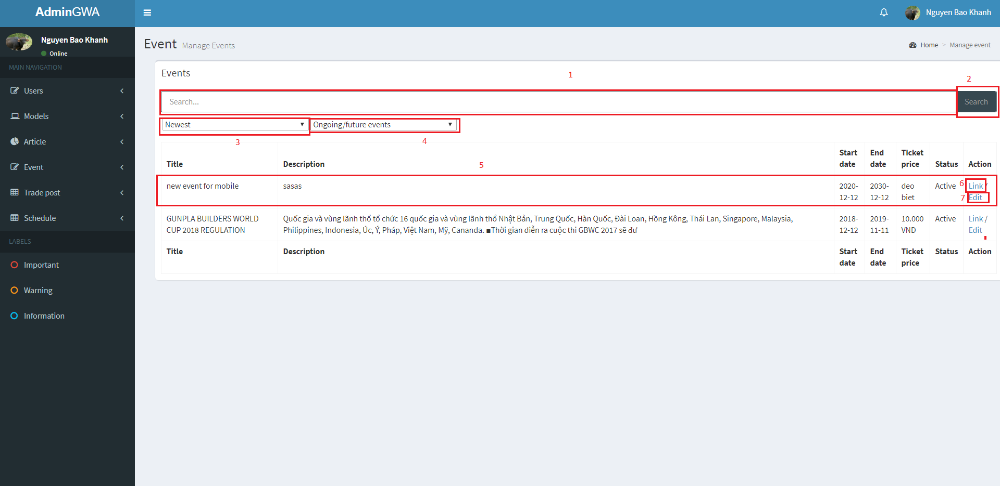 AdminGWA
Nguyen Bao Khanh
Nguyen Bao Khanh
Online
MAIN NAVIGATION
Users
Models
Article
Event
Trade post
Schedule
LABELS
Important
Warning
Information
Event Manage Events
Home > Manage event
Events
1
2
Search...
Search
Newest
Ongoing/future events
3
4
5
Title Description Start date End date Ticket price Status Action
new event for mobile sasas 2020-12-12 2030-12-12 deo biet Active 6 Link / 7 Edit
GUNPLA BUILDERS WORLD CUP 2018 REGULATION
Quốc gia và vùng lãnh thổ tổ chức 16 quốc gia và vùng lãnh thổ Nhật Bản, Trung Quốc, Hàn Quốc, Đài Loan, Hồng Kông, Thái Lan, Singapore, Malaysia,
Philippines, Indonesia, Úc, Ý, Pháp, Việt Nam, Mỹ, Cananda. ■Thời gian diễn ra cuộc thi GBWC 2017 sẽ đư
2018-12-12 2019-11-11 10.000 VND Active Link / Edit
Title Description Start date End date Ticket price Status Action